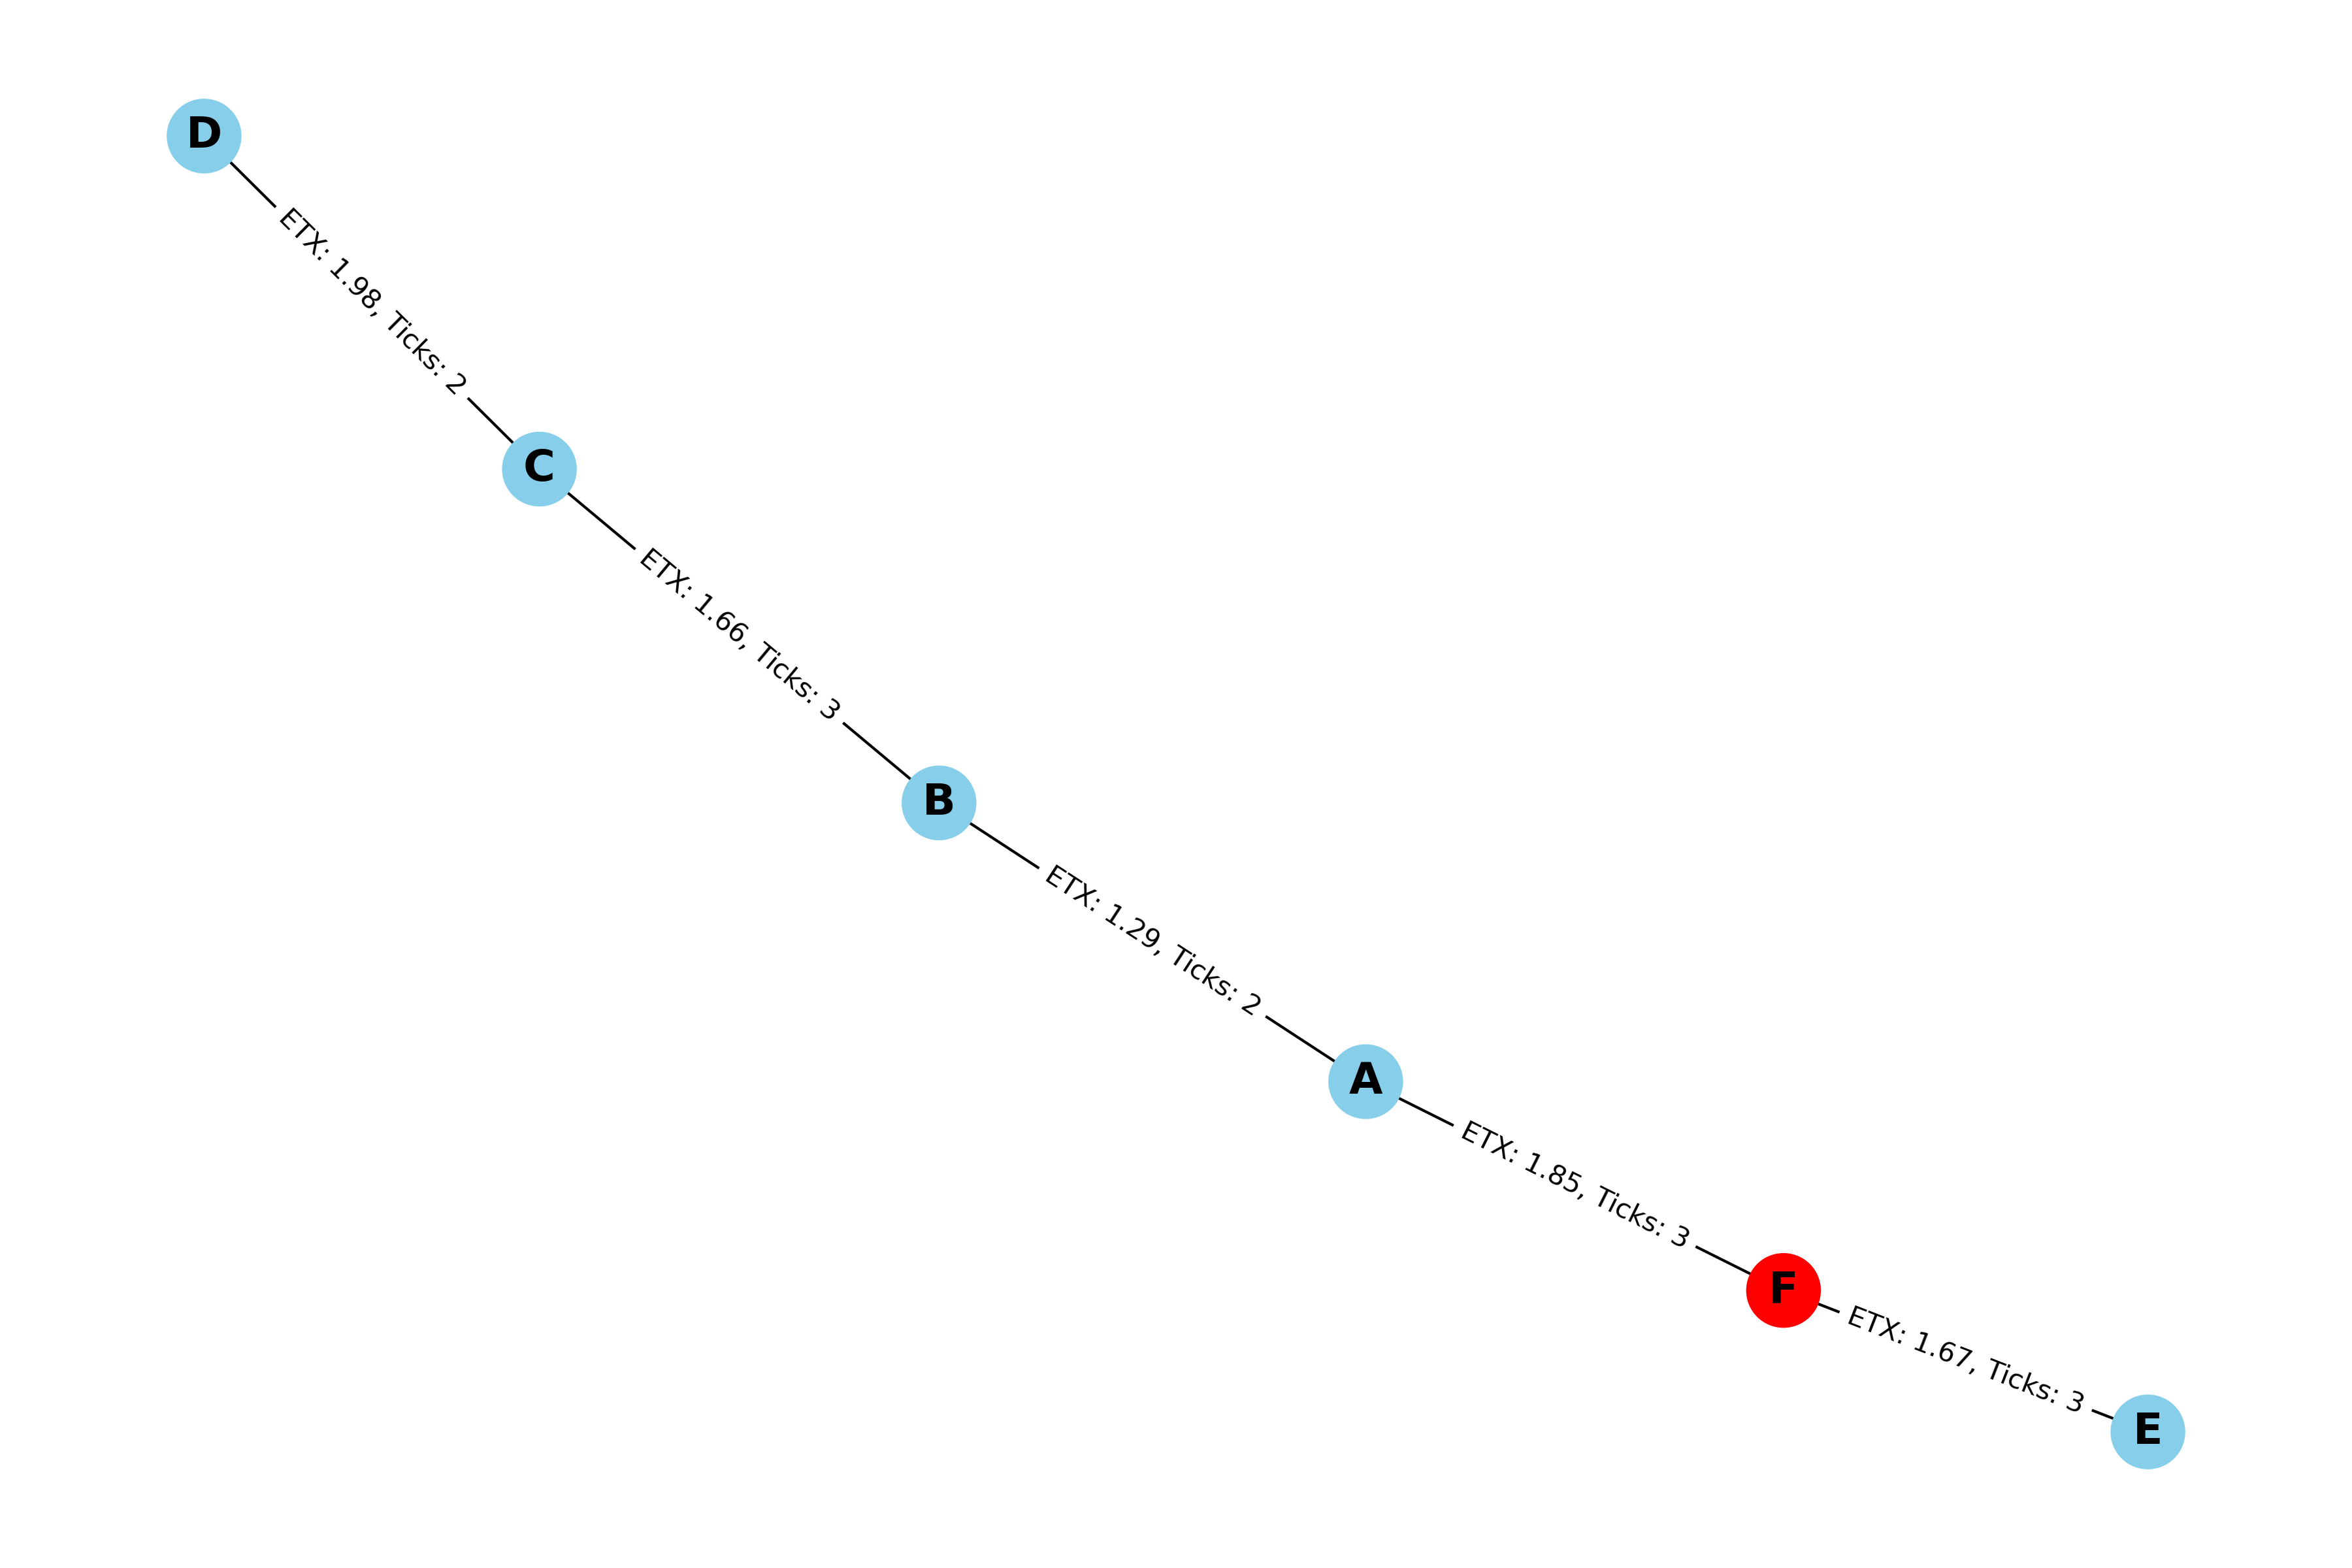 D
ETX: 1.98, Ticks: 2
C
ETX: 1.66, Ticks: 3
B
ETX: 1.29, Ticks: 2
A
ETX: 1.85, Ticks: 3
F
ETX: 1.67, Ticks: 3
E